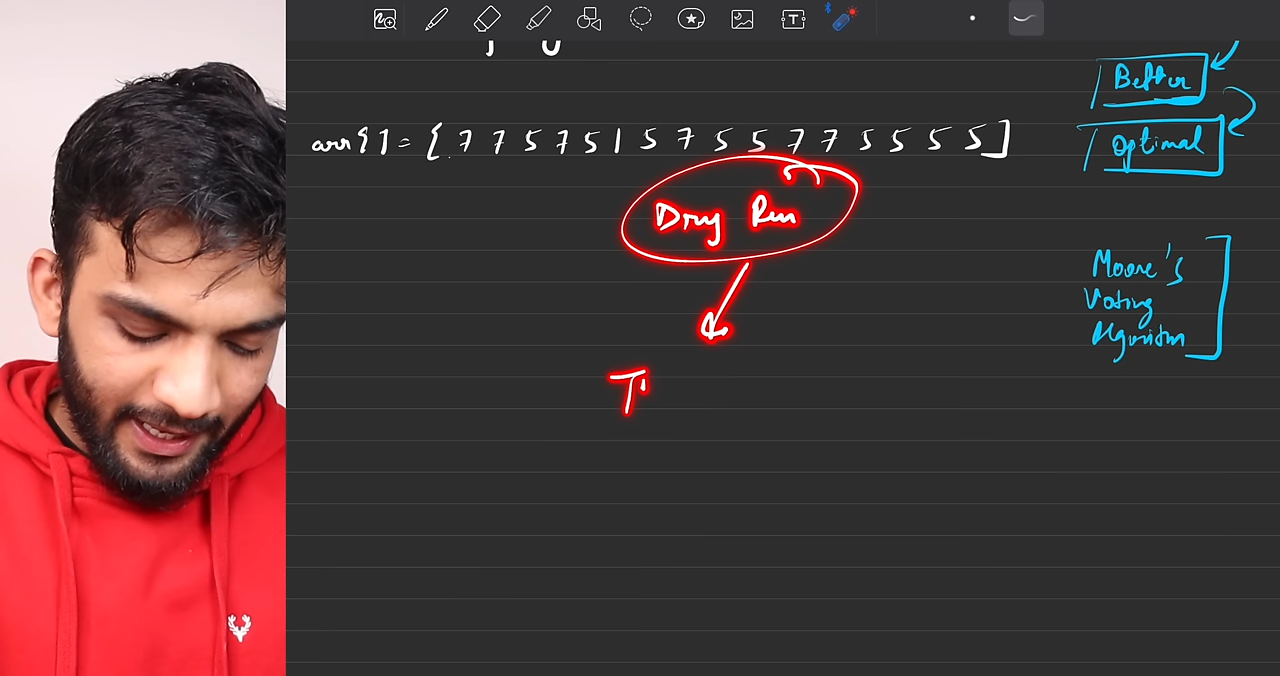 arr[] = { 7 7 5 7 5 1 5 7 5 5 7 7 5 5 5 5 ]
Dry Run
T
Better
Optimal
Moore's
Voting
Algorithm